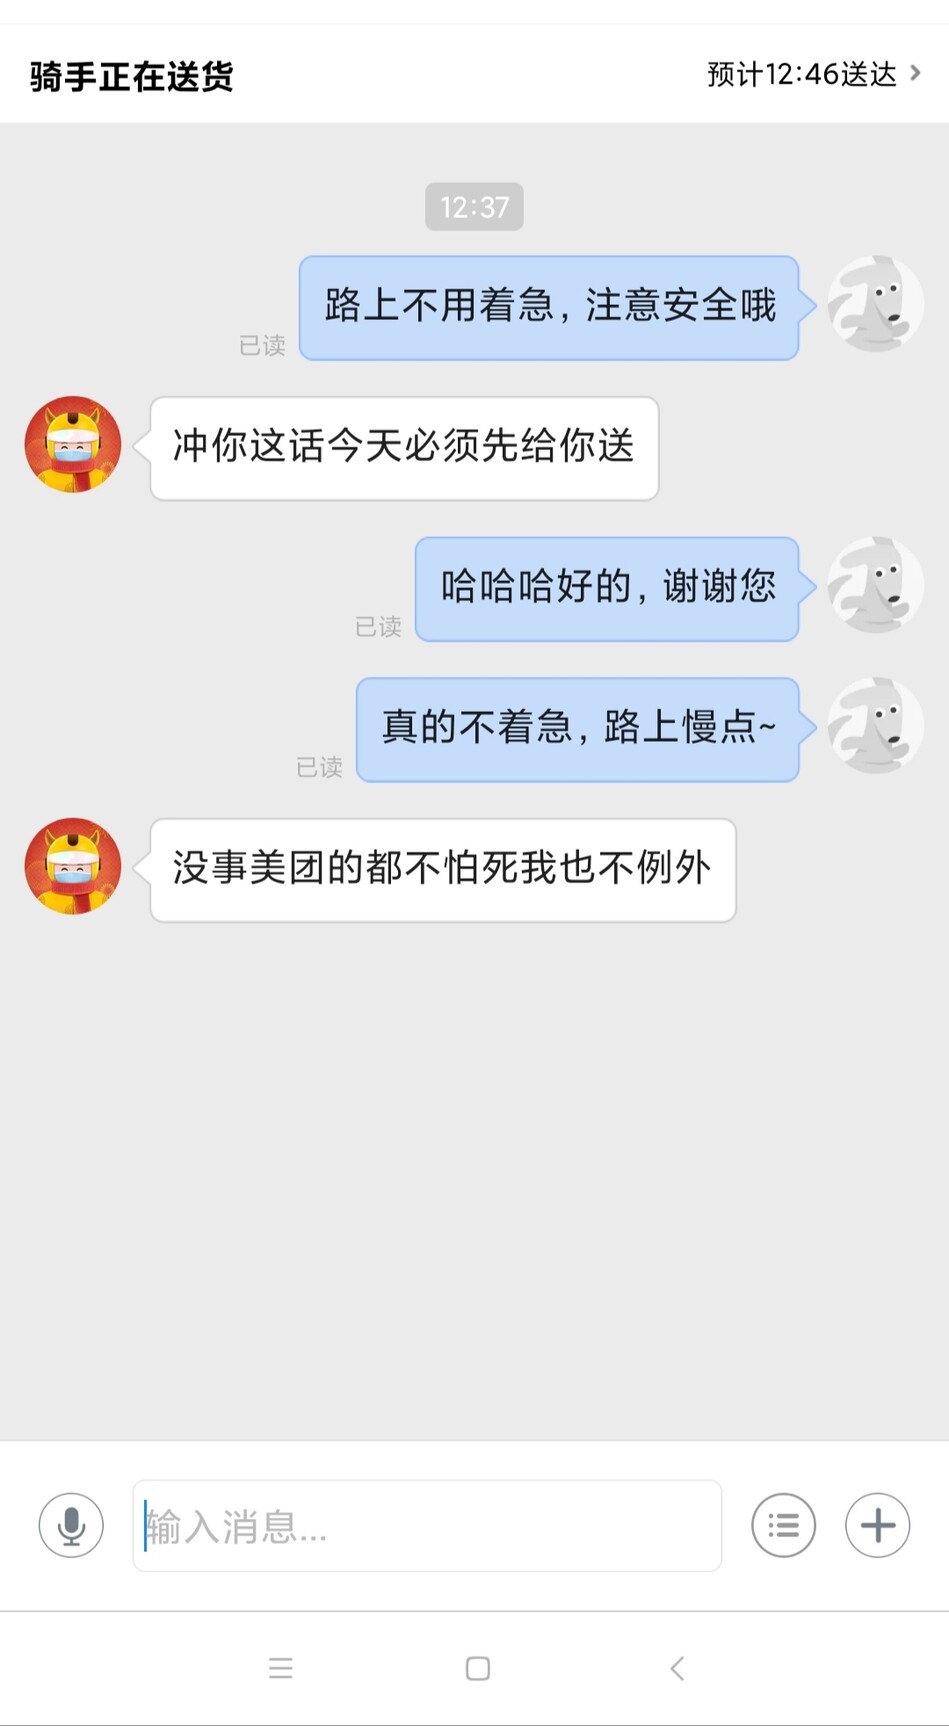 骑手正在送货
预计12:46送达
12:37
路上不用着急，注意安全哦
已读
冲你这话今天必须先给你送
哈哈哈好的，谢谢您
已读
真的不着急，路上慢点~
已读
没事美团的都不怕死我也不例外
输入消息...